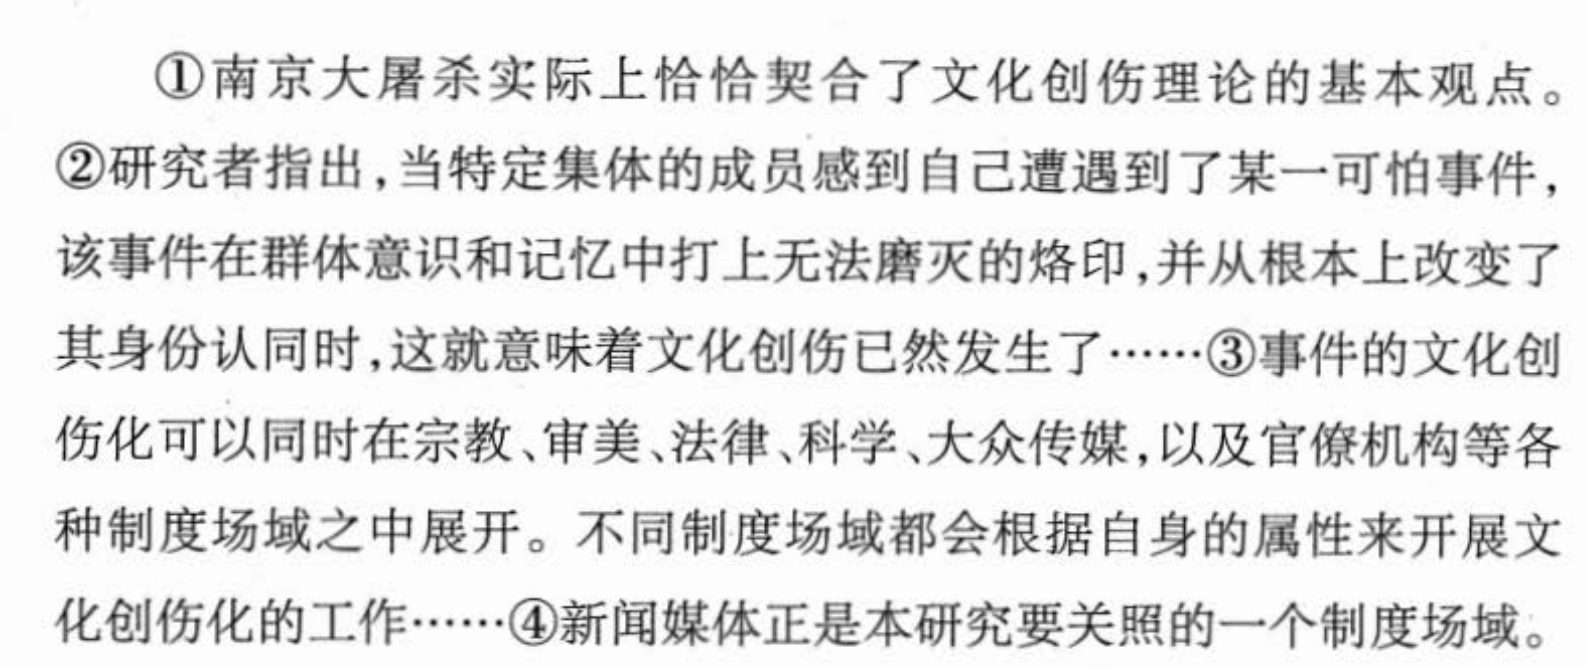 ①南京大屠杀实际上恰恰契合了文化创伤理论的基本观点。
②研究者指出,当特定集体的成员感到自己遭遇到了某一可怕事件,
该事件在群体意识和记忆中打上无法磨灭的烙印,并从根本上改变了
其身份认同时,这就意味着文化创伤已然发生了……③事件的文化创
伤化可以同时在宗教、审美、法律、科学、大众传媒,以及官僚机构等各
种制度场域之中展开。不同制度场域都会根据自身的属性来开展文
化创伤化的工作……④新闻媒体正是本研究要关照的一个制度场域。